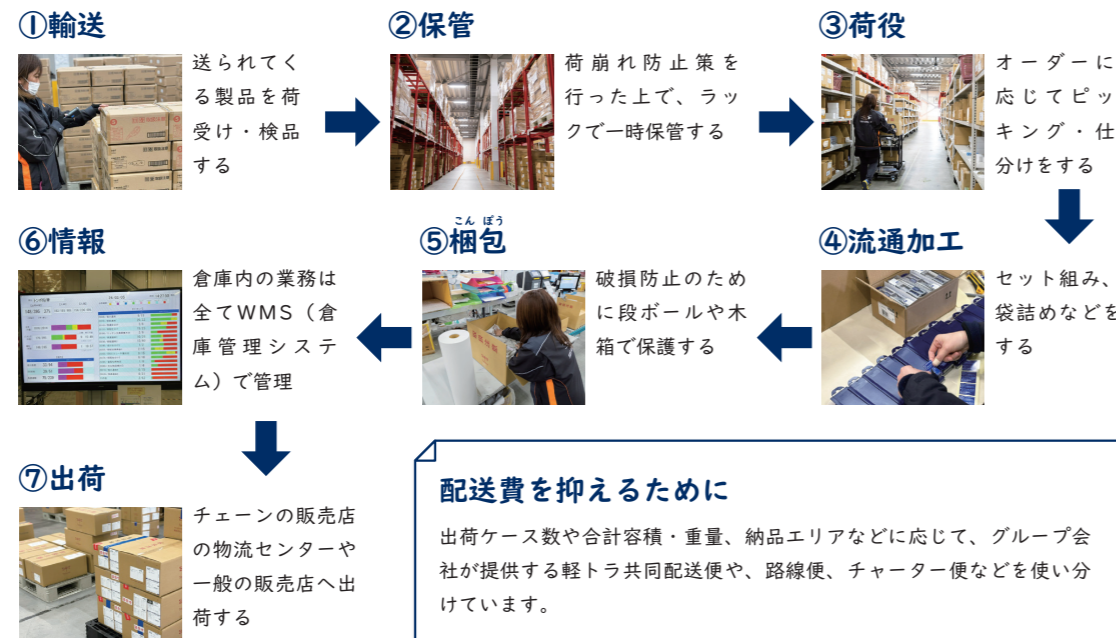 ①輸送
送られてく
る製品を荷
受け・検品
する
②保管
荷崩れ防止策を
行った上で、ラッ
クで一時保管する
③荷役
オーダーに
応じてピッ
キング・仕
分けをする
④流通加工
セット組み、
袋詰めなどを
する
こん ぽう
⑤梱包
破損防止のため
に段ボールや木
箱で保護する
⑥情報
倉庫内の業務は
全てWMS（倉
庫管理システ
ム）で管理
⑦出荷
チェーンの販売店
の物流センターや
一般の販売店へ出
荷する
配送費を抑えるために
出荷ケース数や合計容積・重量、納品エリアなどに応じて、グループ会
社が提供する軽トラ共同配送便や、路線便、チャーター便などを使い分
けています。